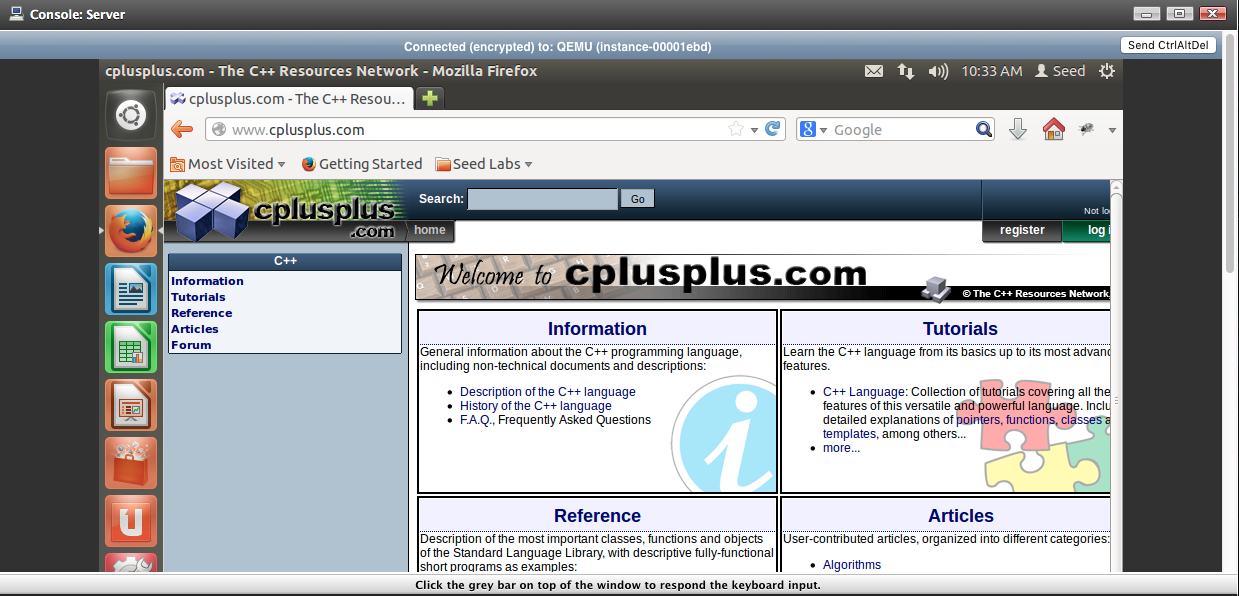 Console: Server
Connected (encrypted) to: QEMU (instance-00001ebd)
Send CtrlAltDel
cplusplus.com - The C++ Resources Network - Mozilla Firefox
10:33 AM
Seed
cplusplus.com - The C++ Resou...
www.cplusplus.com
8
Google
Most Visited
Getting Started
Seed Labs
cplusplus
.com
Search:
Go
Not lo
home
register
log i
C++
Information
Tutorials
Reference
Articles
Forum
Welcome to cplusplus.com
© The C++ Resources Network,
Information
General information about the C++ programming language,
including non-technical documents and descriptions:
• Description of the C++ language
• History of the C++ language
• F.A.Q., Frequently Asked Questions
i
Tutorials
Learn the C++ language from its basics up to its most advanc
features.
• C++ Language: Collection of tutorials covering all the
features of this versatile and powerful language. Inclu
detailed explanations of pointers, functions, classes a
templates, among others...
• more...
Reference
Description of the most important classes, functions and objects
of the Standard Language Library, with descriptive fully-functional
short programs as examples:
Articles
User-contributed articles, organized into different categories:
• Algorithms
U
Click the grey bar on top of the window to respond the keyboard input.